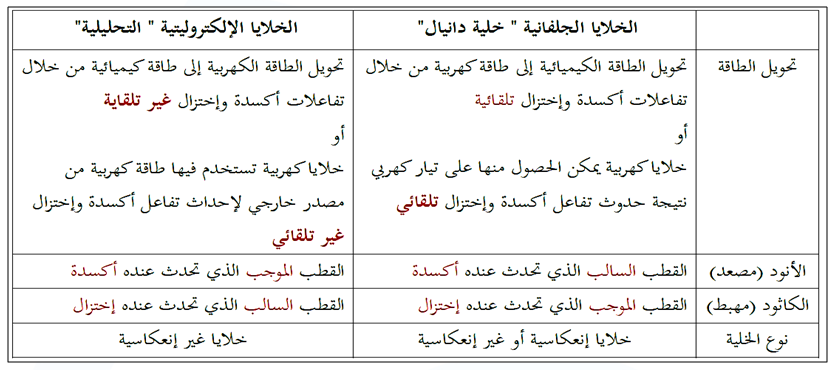 الخلايا الجلفانية " خلية دانيال"
الخلايا الإلكتروليتية " التحليلية"
تحويل الطاقة
تحويل الطاقة الكيميائية إلى طاقة كهربية من خلال
تفاعلات أكسدة وإختزال تلقائية
أو
خلايا كهربية يمكن الحصول منها على تيار كهربي
نتيجة حدوث تفاعل أكسدة وإختزال تلقائي
تحويل الطاقة الكهربية إلى طاقة كيميائية من خلال
تفاعلات أكسدة وإختزال غير تلقاية
أو
خلايا كهربية تستخدم فيها طاقة كهربية من
مصدر خارجي لإحداث تفاعل أكسدة وإختزال
غير تلقائي
الأنود (مصعد)
القطب السالب الذي تحدث عنده أكسدة
القطب الموجب الذي تحدث عنده أكسدة
الكاثود (مهبط)
القطب الموجب الذي تحدث عنده إختزال
القطب السالب الذي تحدث عنده إختزال
نوع الخلية
خلايا إنعكاسية أو غير إنعكاسية
خلايا غير إنعكاسية